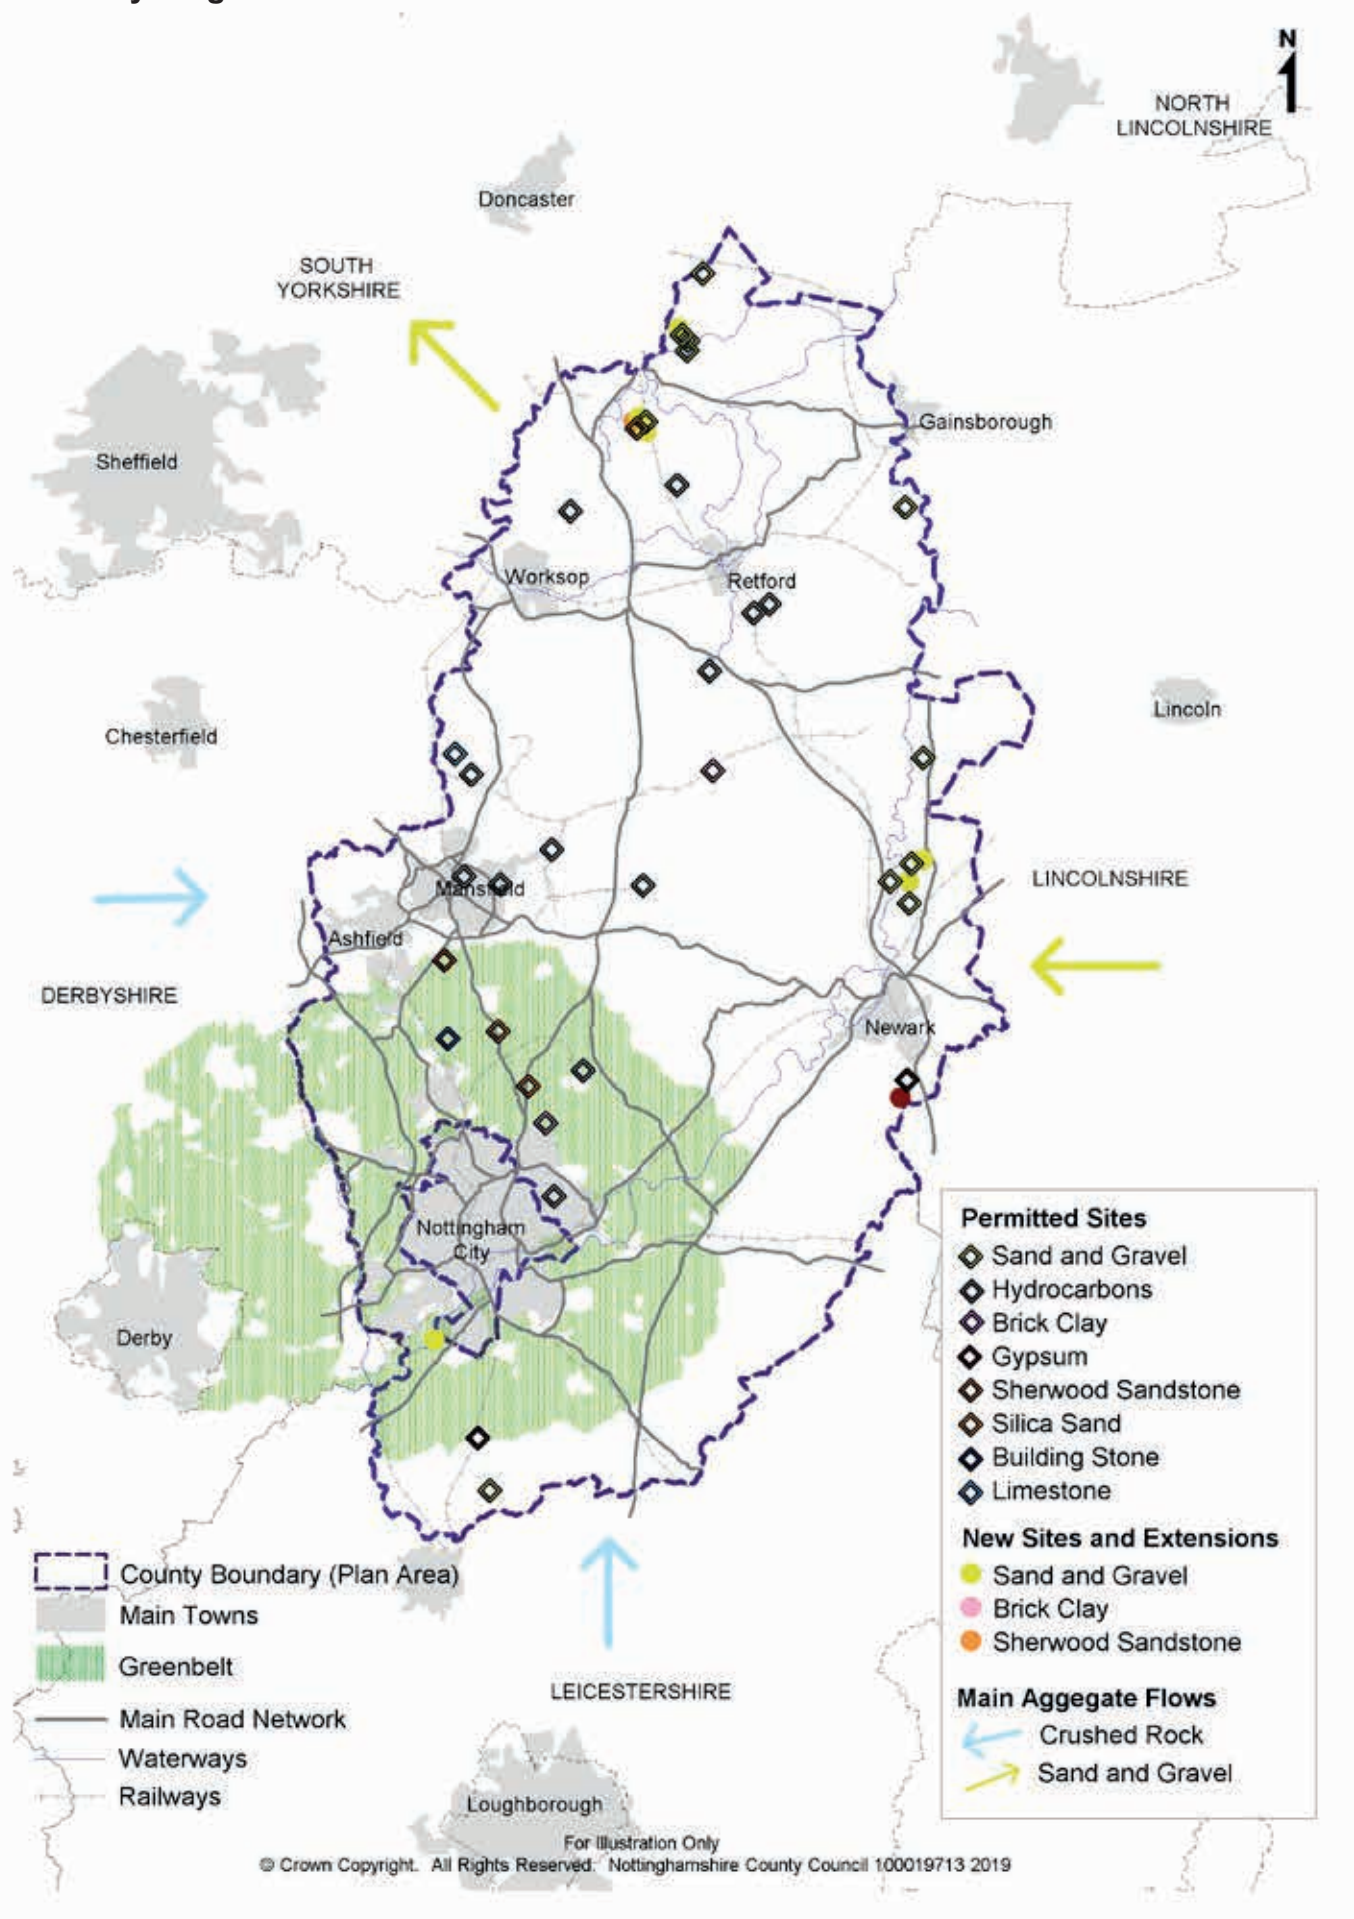 N
NORTH
LINCOLNSHIRE
Doncaster
SOUTH
YORKSHIRE
Gainsborough
Sheffield
Worksop
Retford
Lincoln
Chesterfield
Mansfield
LINCOLNSHIRE
Ashfield
DERBYSHIRE
Newark
Nottingham
City
Derby
Permitted Sites
Sand and Gravel
Hydrocarbons
Brick Clay
Gypsum
Sherwood Sandstone
Silica Sand
Building Stone
Limestone
New Sites and Extensions
Sand and Gravel
Brick Clay
Sherwood Sandstone
Main Aggegate Flows
Crushed Rock
Sand and Gravel
County Boundary (Plan Area)
Main Towns
Greenbelt
Main Road Network
Waterways
Railways
LEICESTERSHIRE
Loughborough
For Illustration Only
© Crown Copyright. All Rights Reserved. Nottinghamshire County Council 100019713 2019